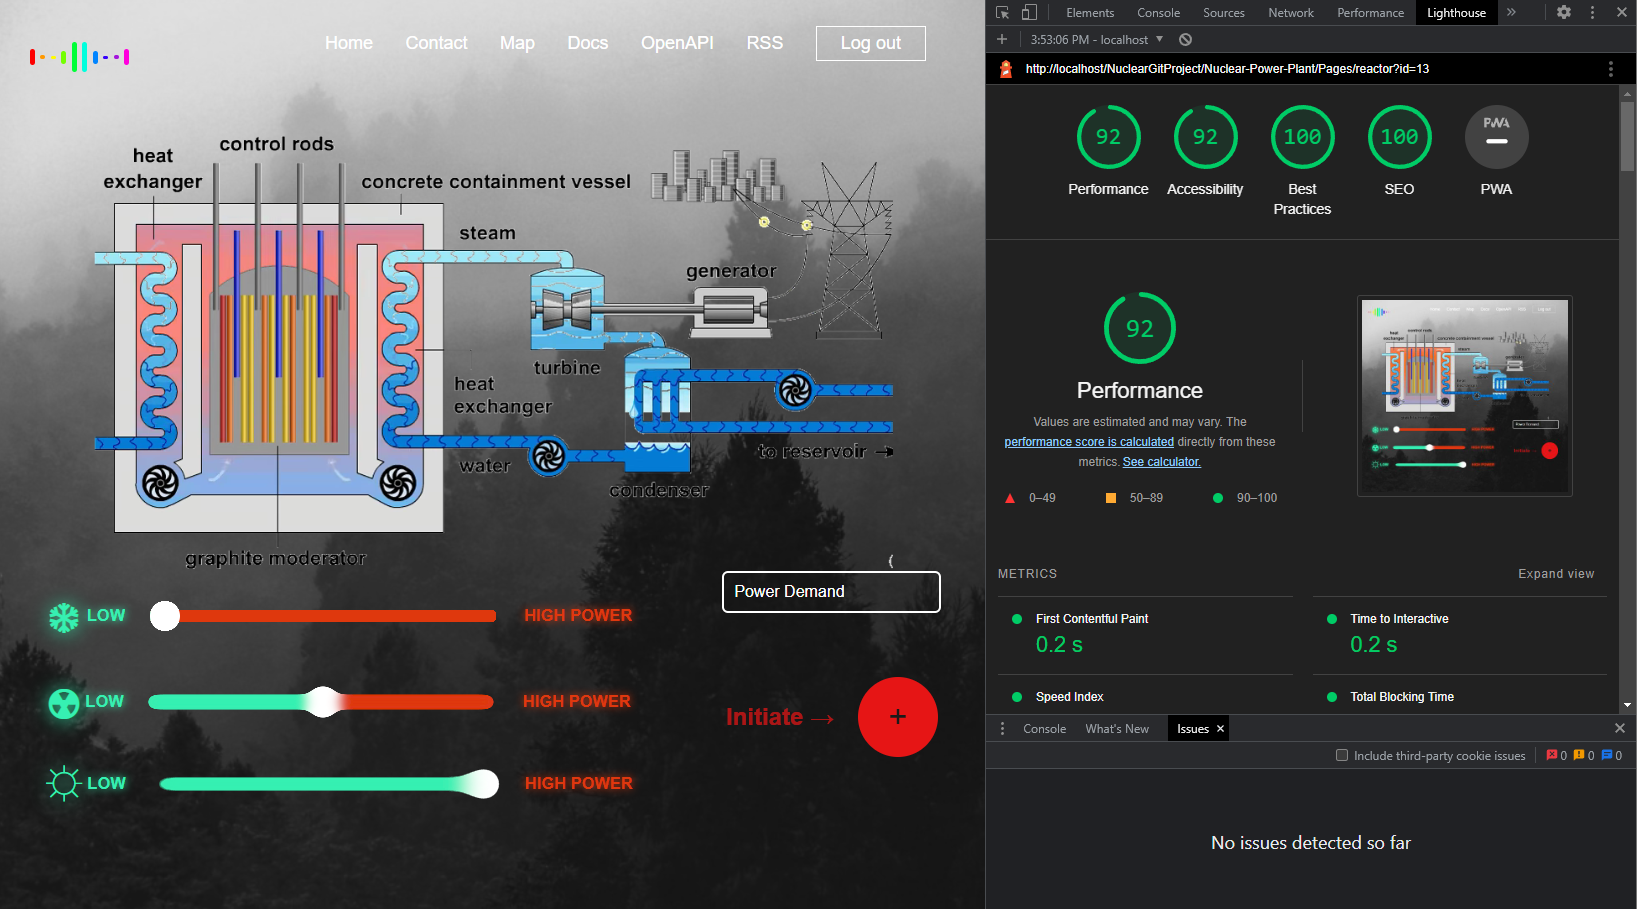 Home Contact Map Docs OpenAPI RSS Log out
control rods
heat
exchanger
concrete containment vessel
steam
generator
turbine
heat
exchanger
water
to reservoir
condenser
graphite moderator
Power Demand
LOW HIGH POWER
LOW HIGH POWER
Initiate → +
LOW HIGH POWER
Elements Console Sources Network Performance Lighthouse »
+ 3:53:06 PM - localhost
http://localhost/NuclearGitProject/Nuclear-Power-Plant/Pages/reactor?id=13
92 92 100 100 PWA
Performance Accessibility Best SEO PWA
Practices
92
Performance
Values are estimated and may vary. The
performance score is calculated directly from these
metrics. See calculator.
0–49 50–89 90–100
METRICS Expand view
First Contentful Paint Time to Interactive
0.2 s 0.2 s
Speed Index Total Blocking Time
Console What's New Issues ×
Include third-party cookie issues 0 0 0
No issues detected so far